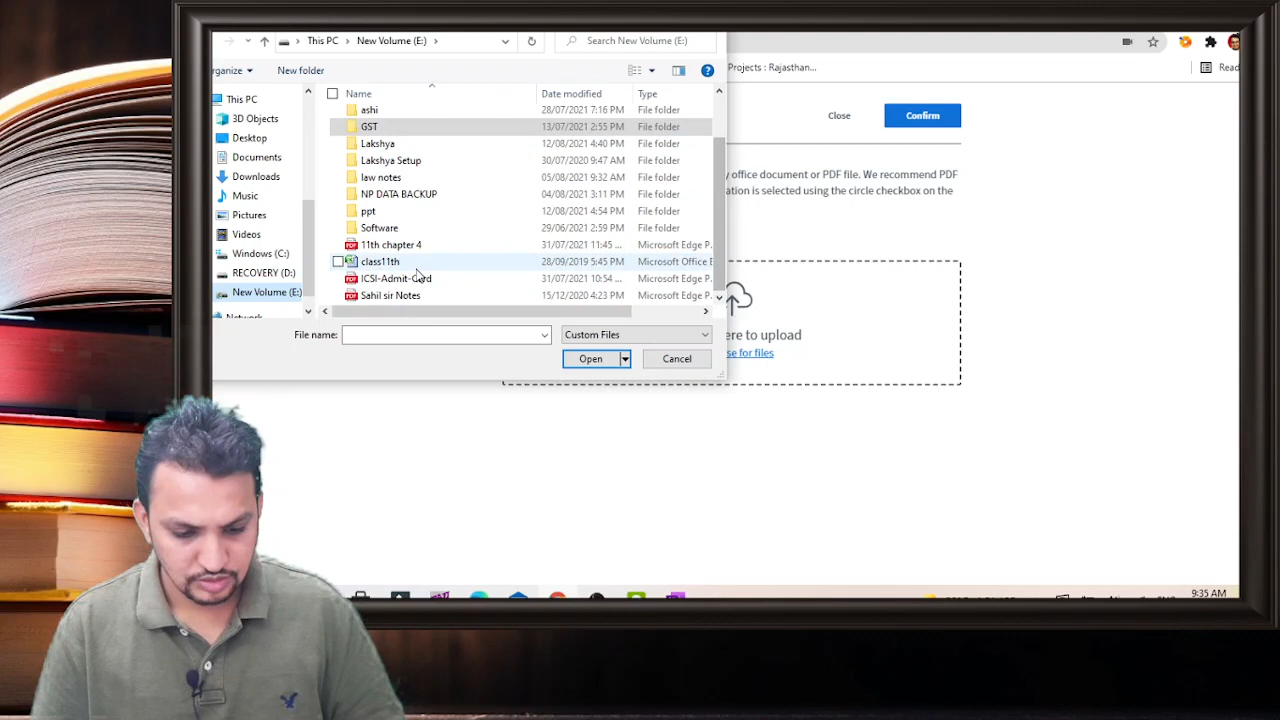 This PC > New Volume (E:) >
Search New Volume (E:)
rganize
New folder
Projects : Rajasthan...
Read
Name
Date modified
Type
This PC
3D Objects
Desktop
Documents
Downloads
Music
Pictures
Videos
Windows (C:)
RECOVERY (D:)
New Volume (E:)
Network
ashi 28/07/2021 7:16 PM File folder
GST 13/07/2021 2:55 PM File folder
Lakshya 12/08/2021 4:40 PM File folder
Lakshya Setup 30/07/2020 9:47 AM File folder
law notes 05/08/2021 9:32 AM File folder
NP DATA BACKUP 04/08/2021 3:11 PM File folder
ppt 12/08/2021 4:54 PM File folder
Software 29/06/2021 2:59 PM File folder
11th chapter 4 31/07/2021 11:45 ... Microsoft Edge P
class11th 28/09/2019 5:45 PM Microsoft Office E
ICSI-Admit-Card 31/07/2021 10:54 ... Microsoft Edge P
Sahil sir Notes 15/12/2020 4:23 PM Microsoft Edge P
File name:
Custom Files
Open
Cancel
Close
Confirm
y office document or PDF file. We recommend PDF
ation is selected using the circle checkbox on the
ere to upload
se for files
9:35 AM